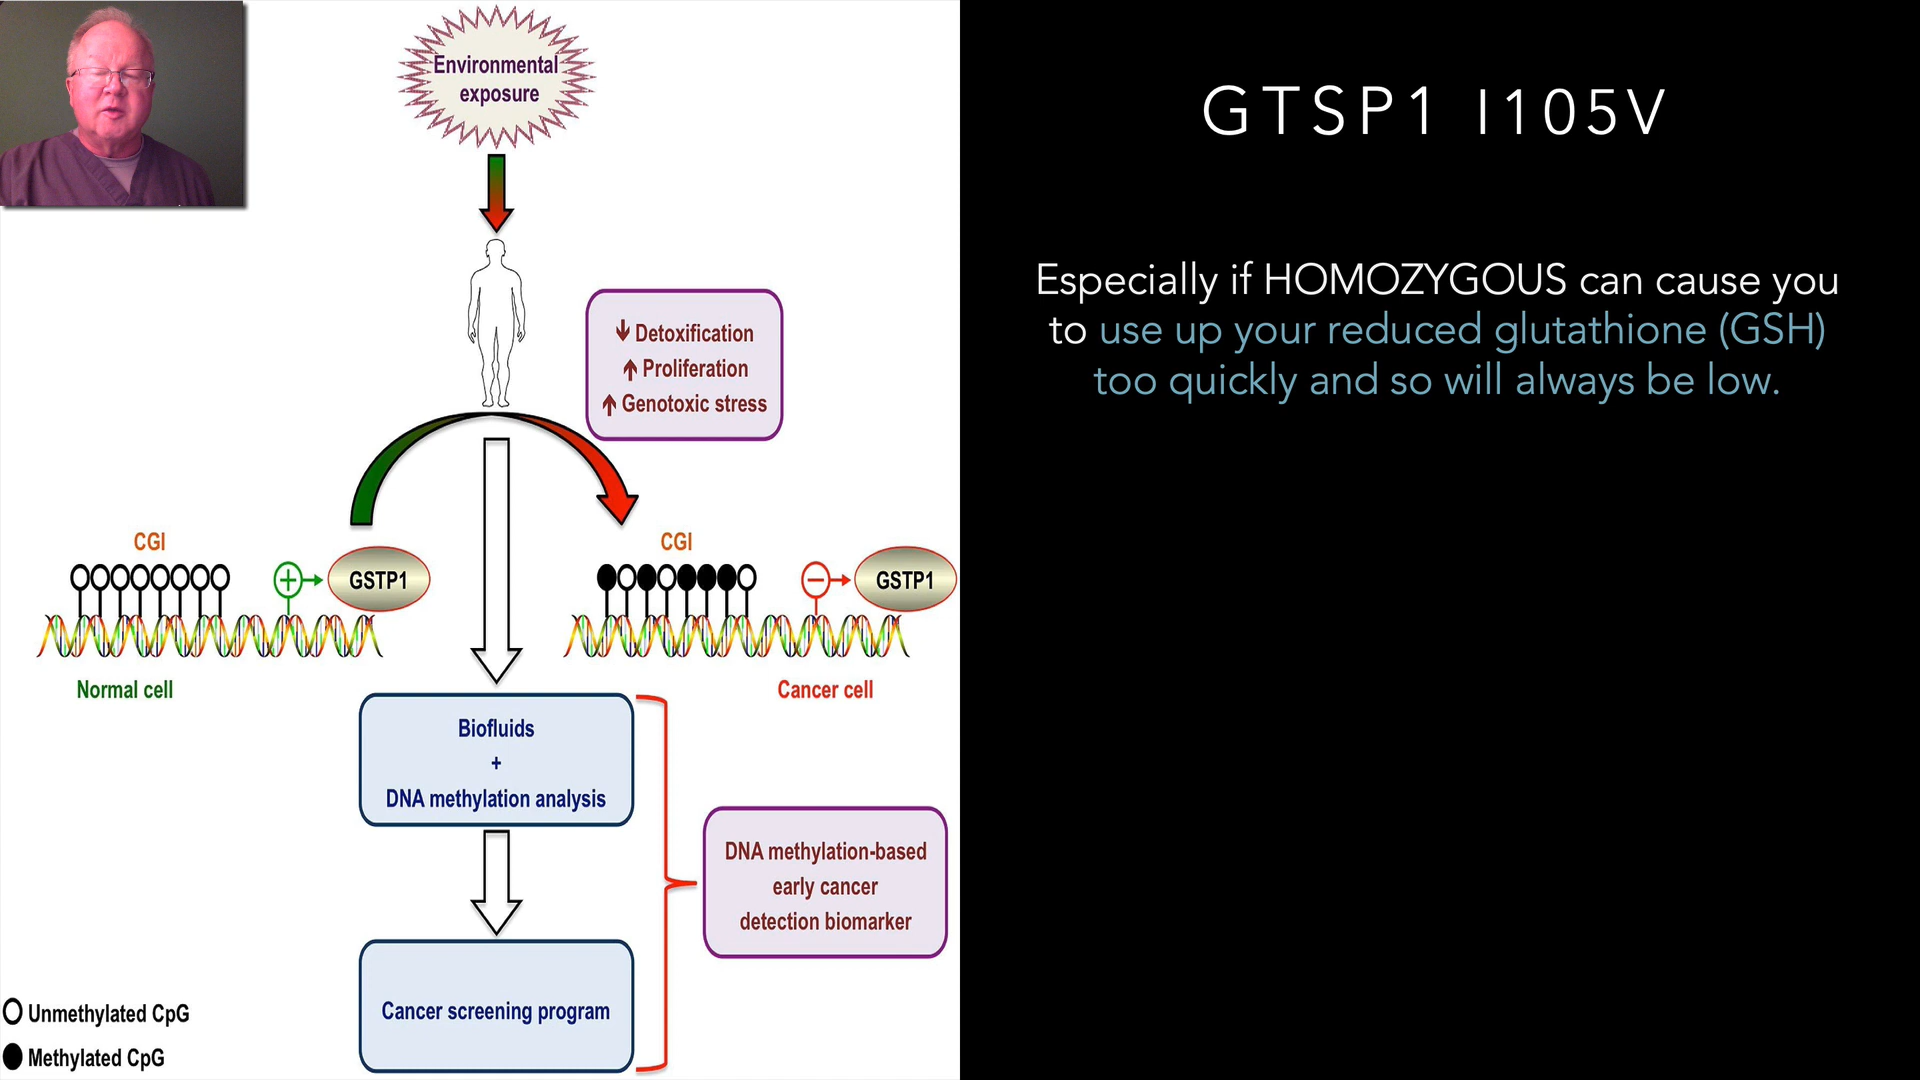 Environmental
exposure
↓ Detoxification
↑ Proliferation
↑ Genotoxic stress
CGI
+
GSTP1
Normal cell
CGI
−
GSTP1
Cancer cell
Biofluids
+
DNA methylation analysis
DNA methylation-based
early cancer
detection biomarker
Cancer screening program
Unmethylated CpG
Methylated CpG
GTSP1 I105V
Especially if HOMOZYGOUS can cause you
to use up your reduced glutathione (GSH)
too quickly and so will always be low.